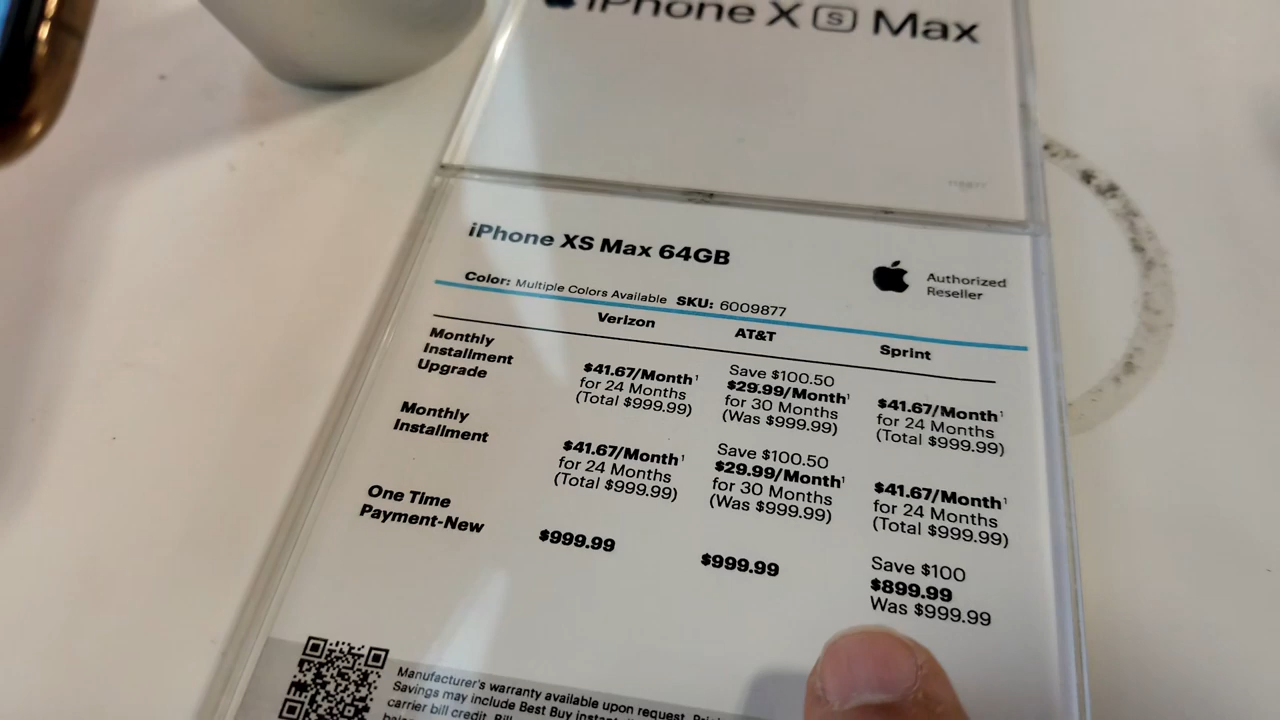 iPhone XS Max
iPhone XS Max 64GB
Authorized
Reseller
Color: Multiple Colors Available SKU: 6009877
Verizon AT&T Sprint
Monthly
Installment
Upgrade
$41.67/Month¹
for 24 Months
(Total $999.99)
Save $100.50
$29.99/Month¹
for 30 Months
(Was $999.99)
$41.67/Month¹
for 24 Months
(Total $999.99)
Monthly
Installment
$41.67/Month¹
for 24 Months
(Total $999.99)
Save $100.50
$29.99/Month¹
for 30 Months
(Was $999.99)
$41.67/Month¹
for 24 Months
(Total $999.99)
One Time
Payment-New
$999.99
$999.99
Save $100
$899.99
Was $999.99
Manufacturer's warranty available upon request.
Savings may include Best Buy
carrier bill credit.